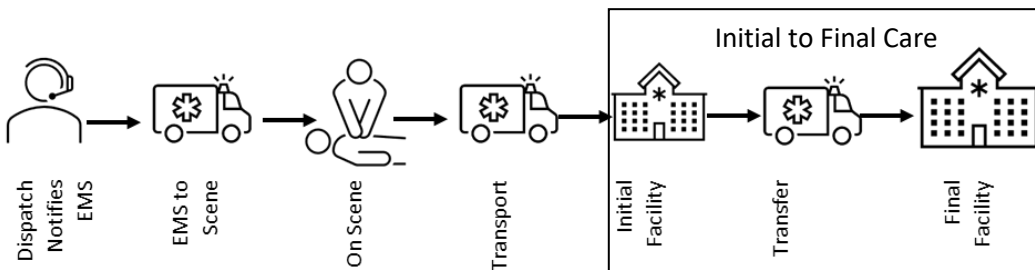 Initial to Final Care
Dispatch
Notifies
EMS
EMS to
Scene
On Scene
Transport
Initial
Facility
Transfer
Final
Facility